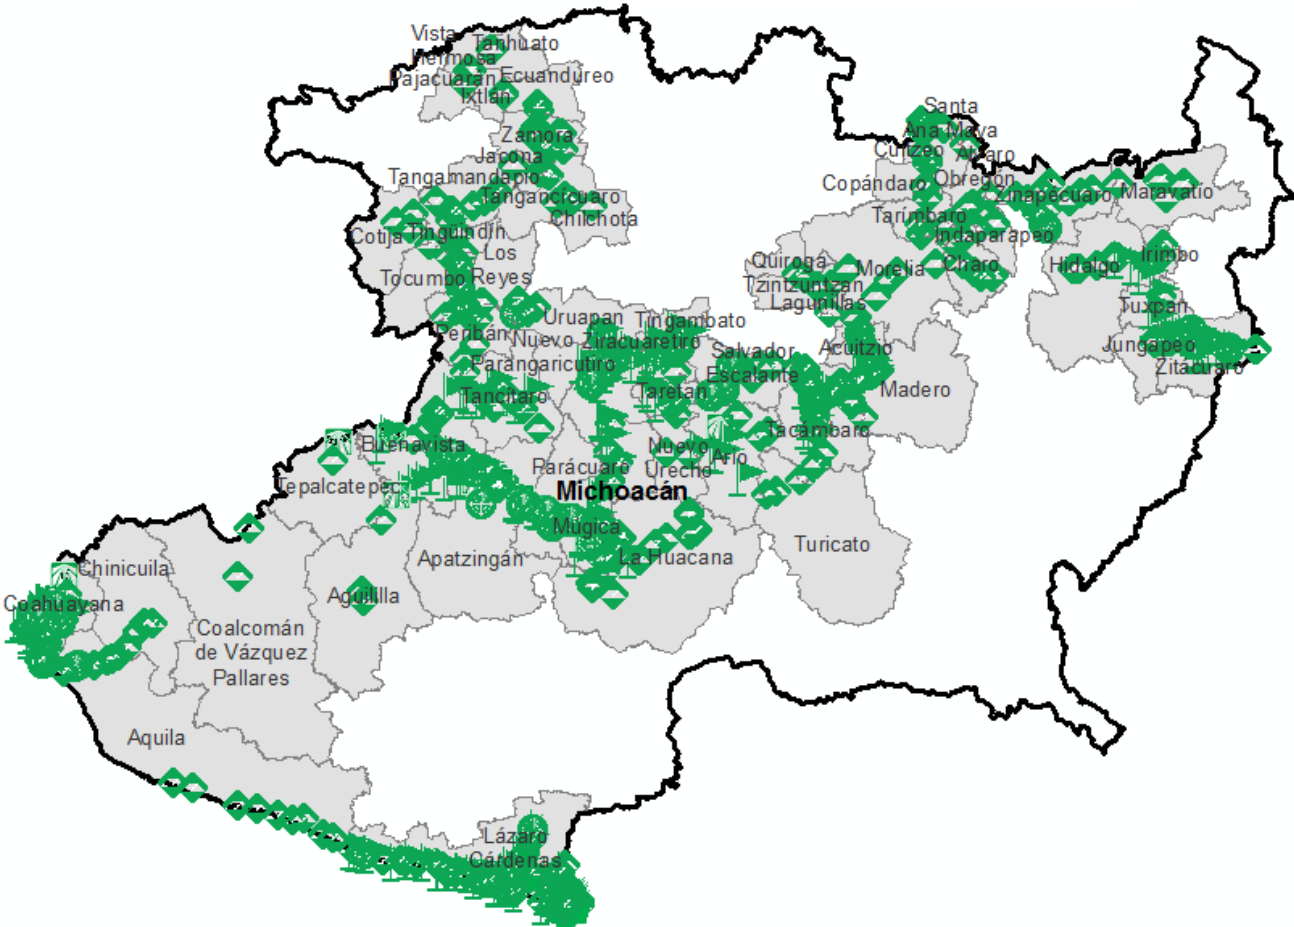 Vista
Hermosa
Tanhuato
Pajacuarán
Ecuandureo
Ixtlán
Zamora
Jacona
Tangamandapio
Tangancícuaro
Chilchota
Cotija
Tingüindín
Los
Reyes
Tocumbo
Peribán
Nuevo
Parangaricutiro
Uruapan
Tingambato
Ziracuaretiro
Tancítaro
Taretan
Salvador
Escalante
Santa
Ana Maya
Cuitzeo
Álvaro
Obregón
Copándaro
Tarímbaro
Zinapécuaro
Maravatío
Indaparapeo
Quiroga
Tzintzuntzan
Lagunillas
Morelia
Charo
Hidalgo
Irimbo
Tuxpan
Jungapeo
Zitácuaro
Acuitzio
Madero
Tacámbaro
Buenavista
Tepalcatepec
Parácuaro
Nuevo
Urecho
Ario
Michoacán
Múgica
La Huacana
Turicato
Apatzingán
Aguililla
Chinicuila
Coahuayana
Coalcomán
de Vázquez
Pallares
Aquila
Lázaro
Cárdenas